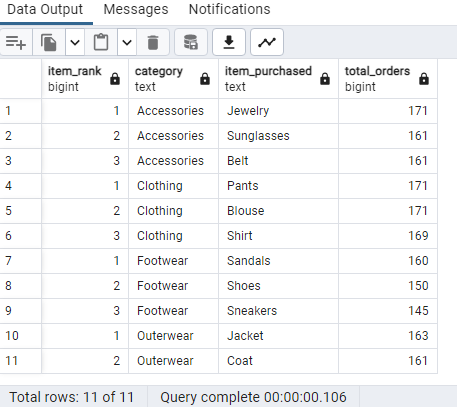 Data Output Messages Notifications
item_rank category item_purchased total_orders
bigint text text bigint
1 1 Accessories Jewelry 171
2 2 Accessories Sunglasses 161
3 3 Accessories Belt 161
4 1 Clothing Pants 171
5 2 Clothing Blouse 171
6 3 Clothing Shirt 169
7 1 Footwear Sandals 160
8 2 Footwear Shoes 150
9 3 Footwear Sneakers 145
10 1 Outerwear Jacket 163
11 2 Outerwear Coat 161
Total rows: 11 of 11 Query complete 00:00:00.106